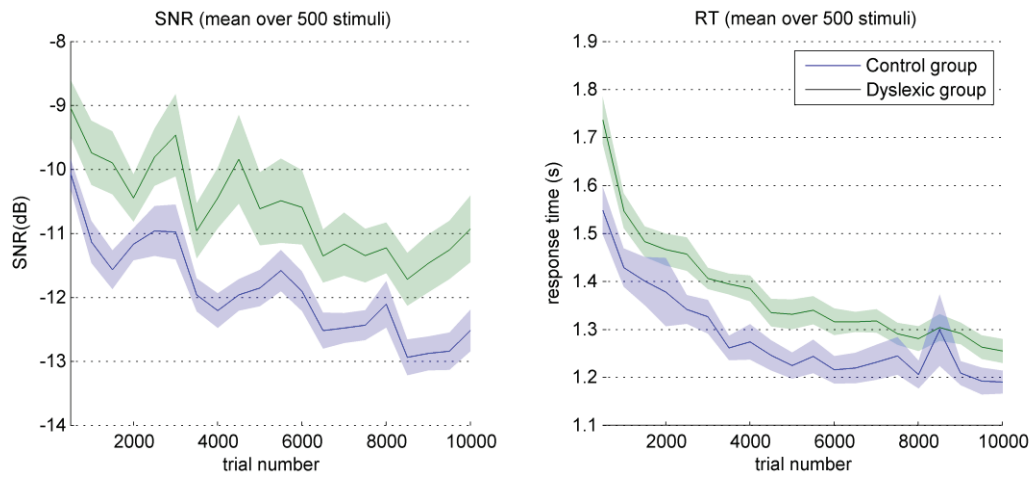 SNR (mean over 500 stimuli)
-8
-9
-10
-11
-12
-13
-14
SNR(dB)
2000 4000 6000 8000 10000
trial number
RT (mean over 500 stimuli)
1.9
1.8
1.7
1.6
1.5
1.4
1.3
1.2
1.1
response time (s)
Control group
Dyslexic group
2000 4000 6000 8000 10000
trial number